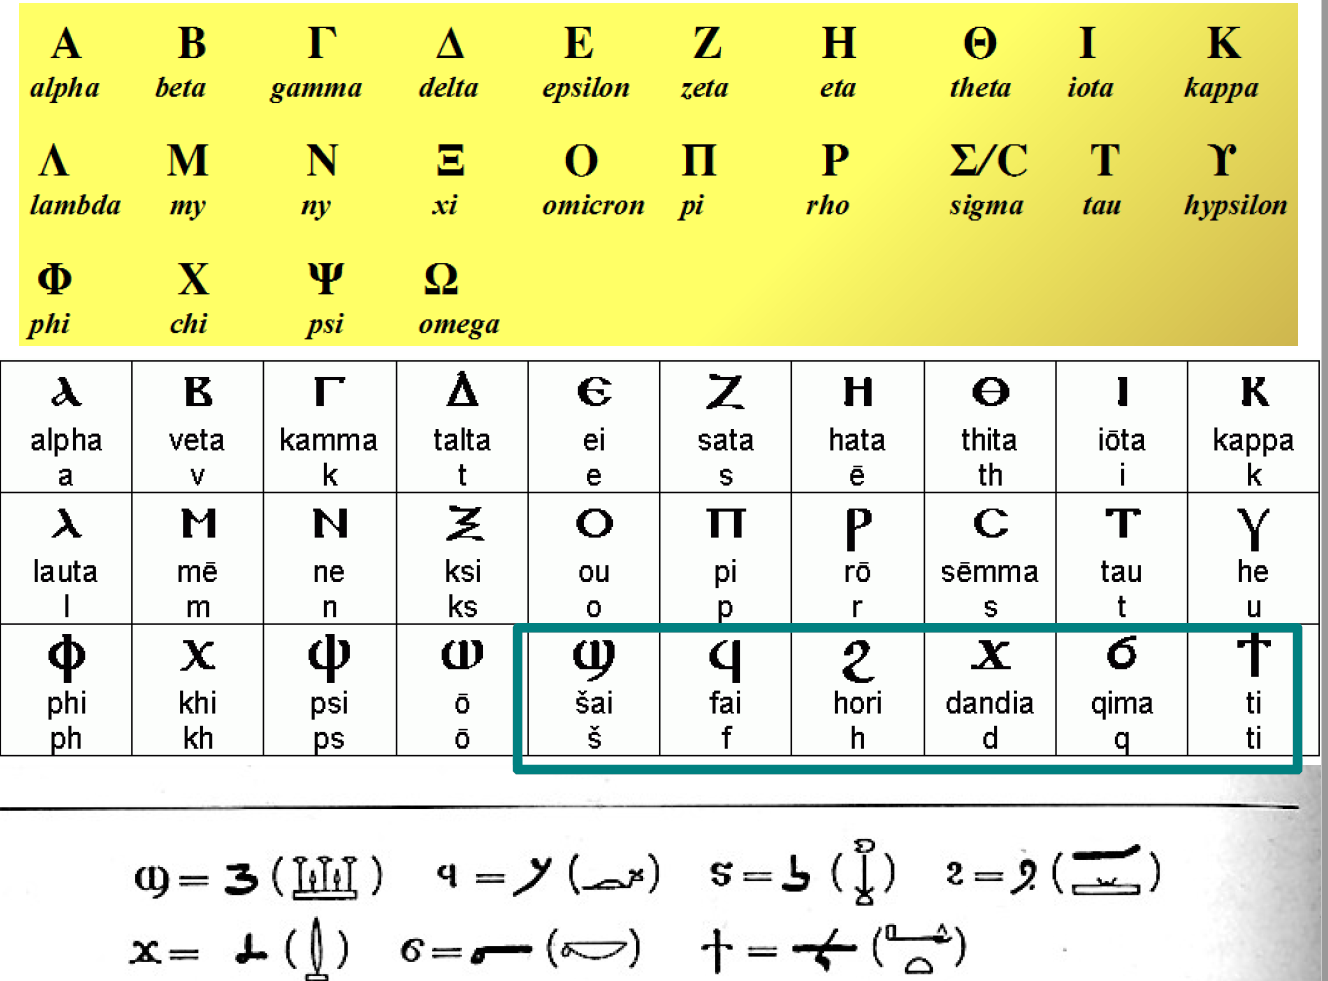 Α Β Γ Δ Ε Ζ Η Θ Ι Κ
alpha beta gamma delta epsilon zeta eta theta iota kappa
Λ Μ Ν Ξ Ο Π Ρ Σ/C Τ ϒ
lambda my ny xi omicron pi rho sigma tau hypsilon
Φ Χ Ψ Ω
phi chi psi omega
ⲁ Ⲃ Ⲅ Ⲇ Ⲉ Ⲍ Ⲏ Ⲑ Ⲓ Ⲕ
alpha veta kamma talta ei sata hata thita iōta kappa
a v k t e s ē th i k
ⲗ Ⲙ Ⲛ Ⲝ Ⲟ Ⲡ Ⲣ Ⲥ Ⲧ Ⲩ
lauta mē ne ksi ou pi rō sēmma tau he
l m n ks o p r s t u
ⲫ ⲭ ⲯ ⲱ ϣ ϥ ϩ ϫ ϭ ϯ
phi khi psi ō šai fai hori dandia qima ti
ph kh ps ō š f h d q ti
ϣ = ( ) ϥ = ( ) = ( ) ϩ = ( )
ϫ = ( ) ϭ = ( ) ϯ = ( )